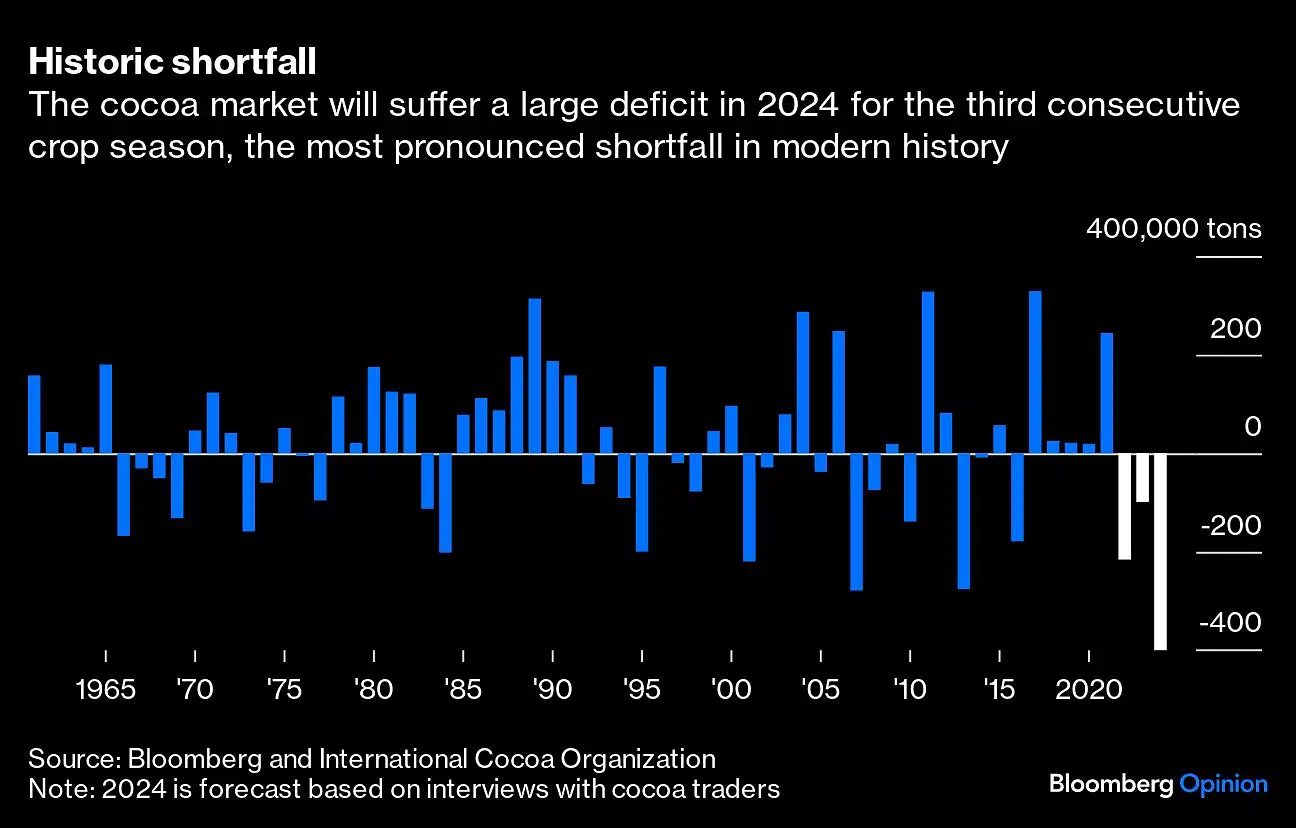 Historic shortfall
The cocoa market will suffer a large deficit in 2024 for the third consecutive
crop season, the most pronounced shortfall in modern history
400,000 tons
200
0
-200
-400
1965 '70 '75 '80 '85 '90 '95 '00 '05 '10 '15 2020
Source: Bloomberg and International Cocoa Organization
Note: 2024 is forecast based on interviews with cocoa traders
Bloomberg Opinion